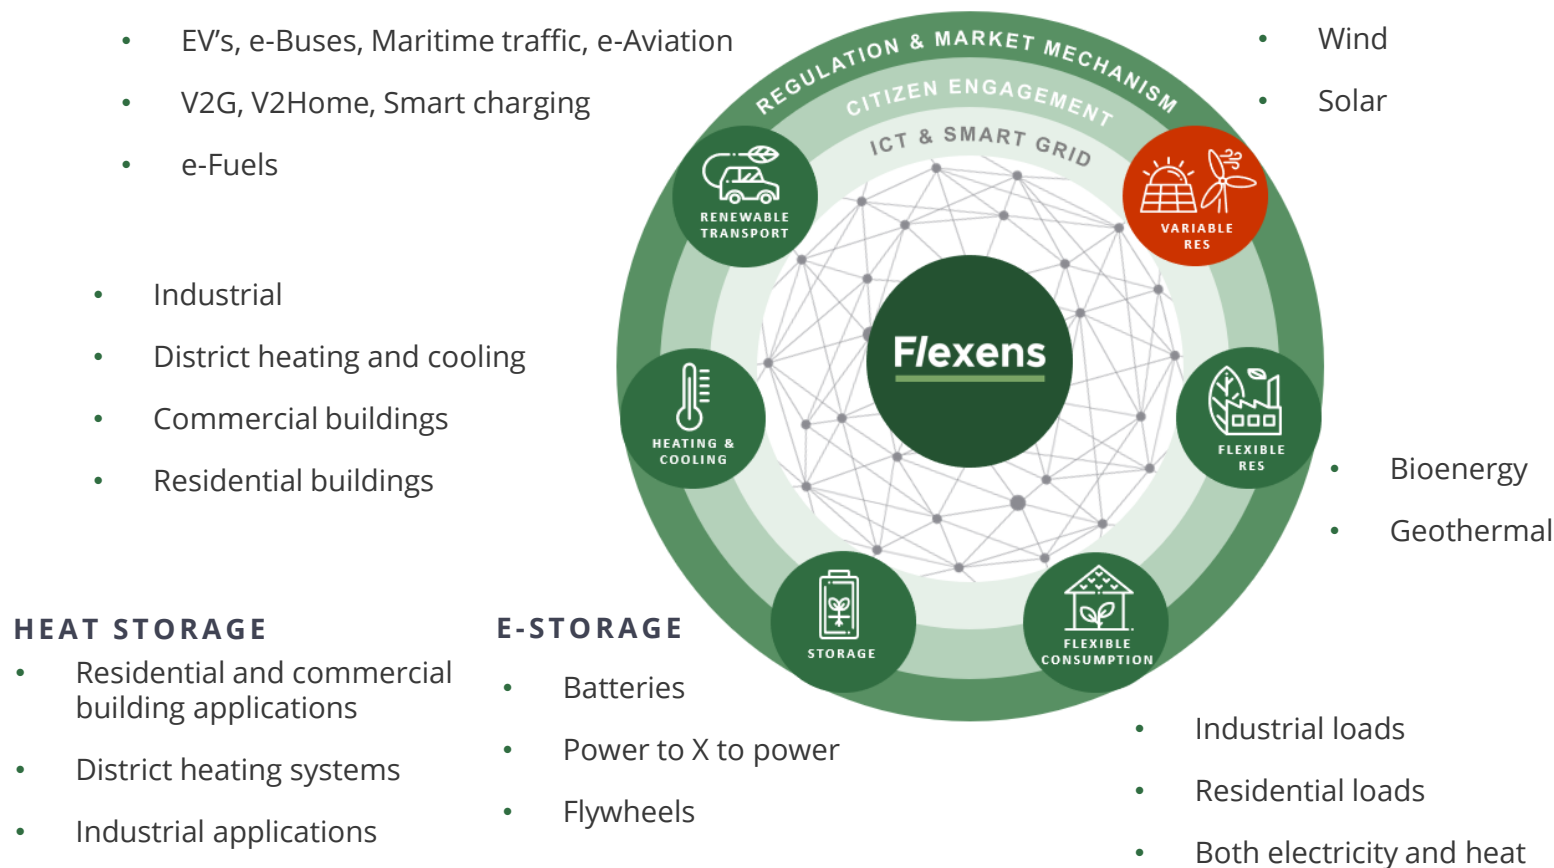 EV’s, e-Buses, Maritime traffic, e-Aviation
V2G, V2Home, Smart charging
e-Fuels
REGULATION & MARKET MECHANISM
CITIZEN ENGAGEMENT
ICT & SMART GRID
Wind
Solar
RENEWABLE
TRANSPORT
VARIABLE
RES
Industrial
District heating and cooling
Commercial buildings
Residential buildings
Flexens
HEATING &
COOLING
FLEXIBLE
RES
Bioenergy
Geothermal
STORAGE
FLEXIBLE
CONSUMPTION
HEAT STORAGE
Residential and commercial
building applications
District heating systems
Industrial applications
E-STORAGE
Batteries
Power to X to power
Flywheels
Industrial loads
Residential loads
Both electricity and heat